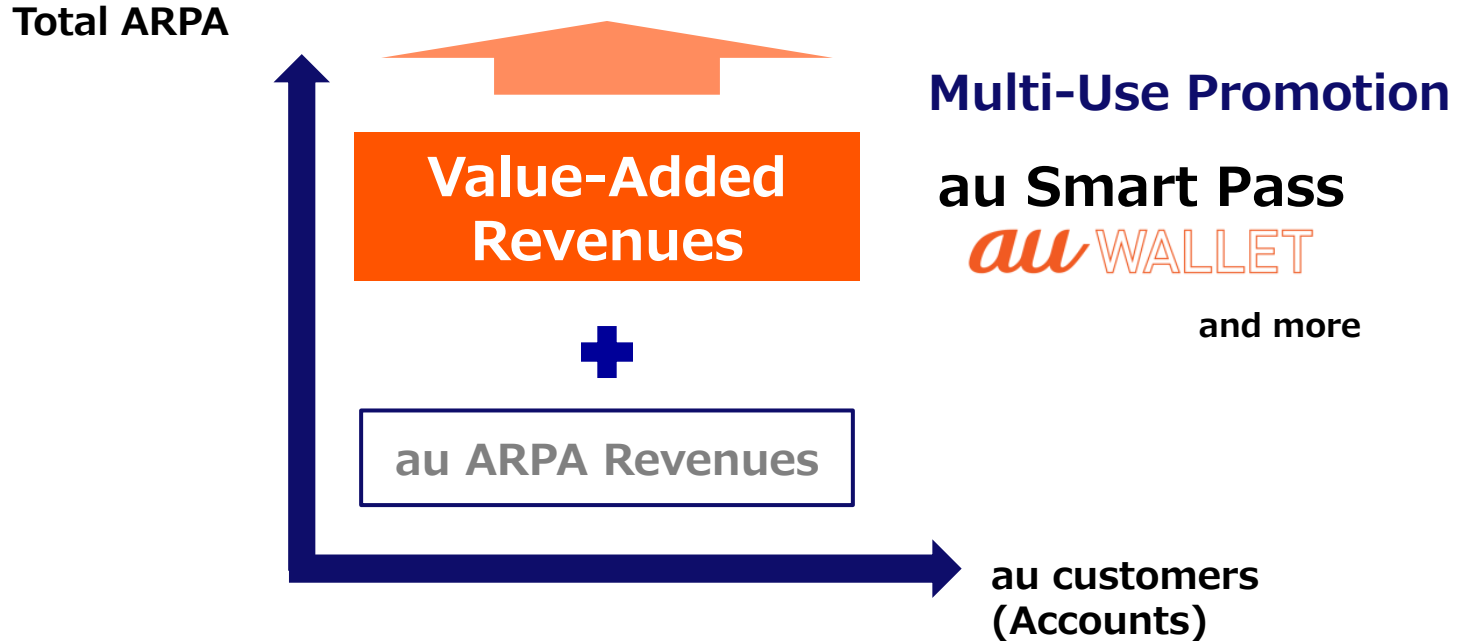 Total ARPA
Multi-Use Promotion
Value-Added
Revenues
au Smart Pass
au WALLET
and more
au ARPA Revenues
au customers
(Accounts)